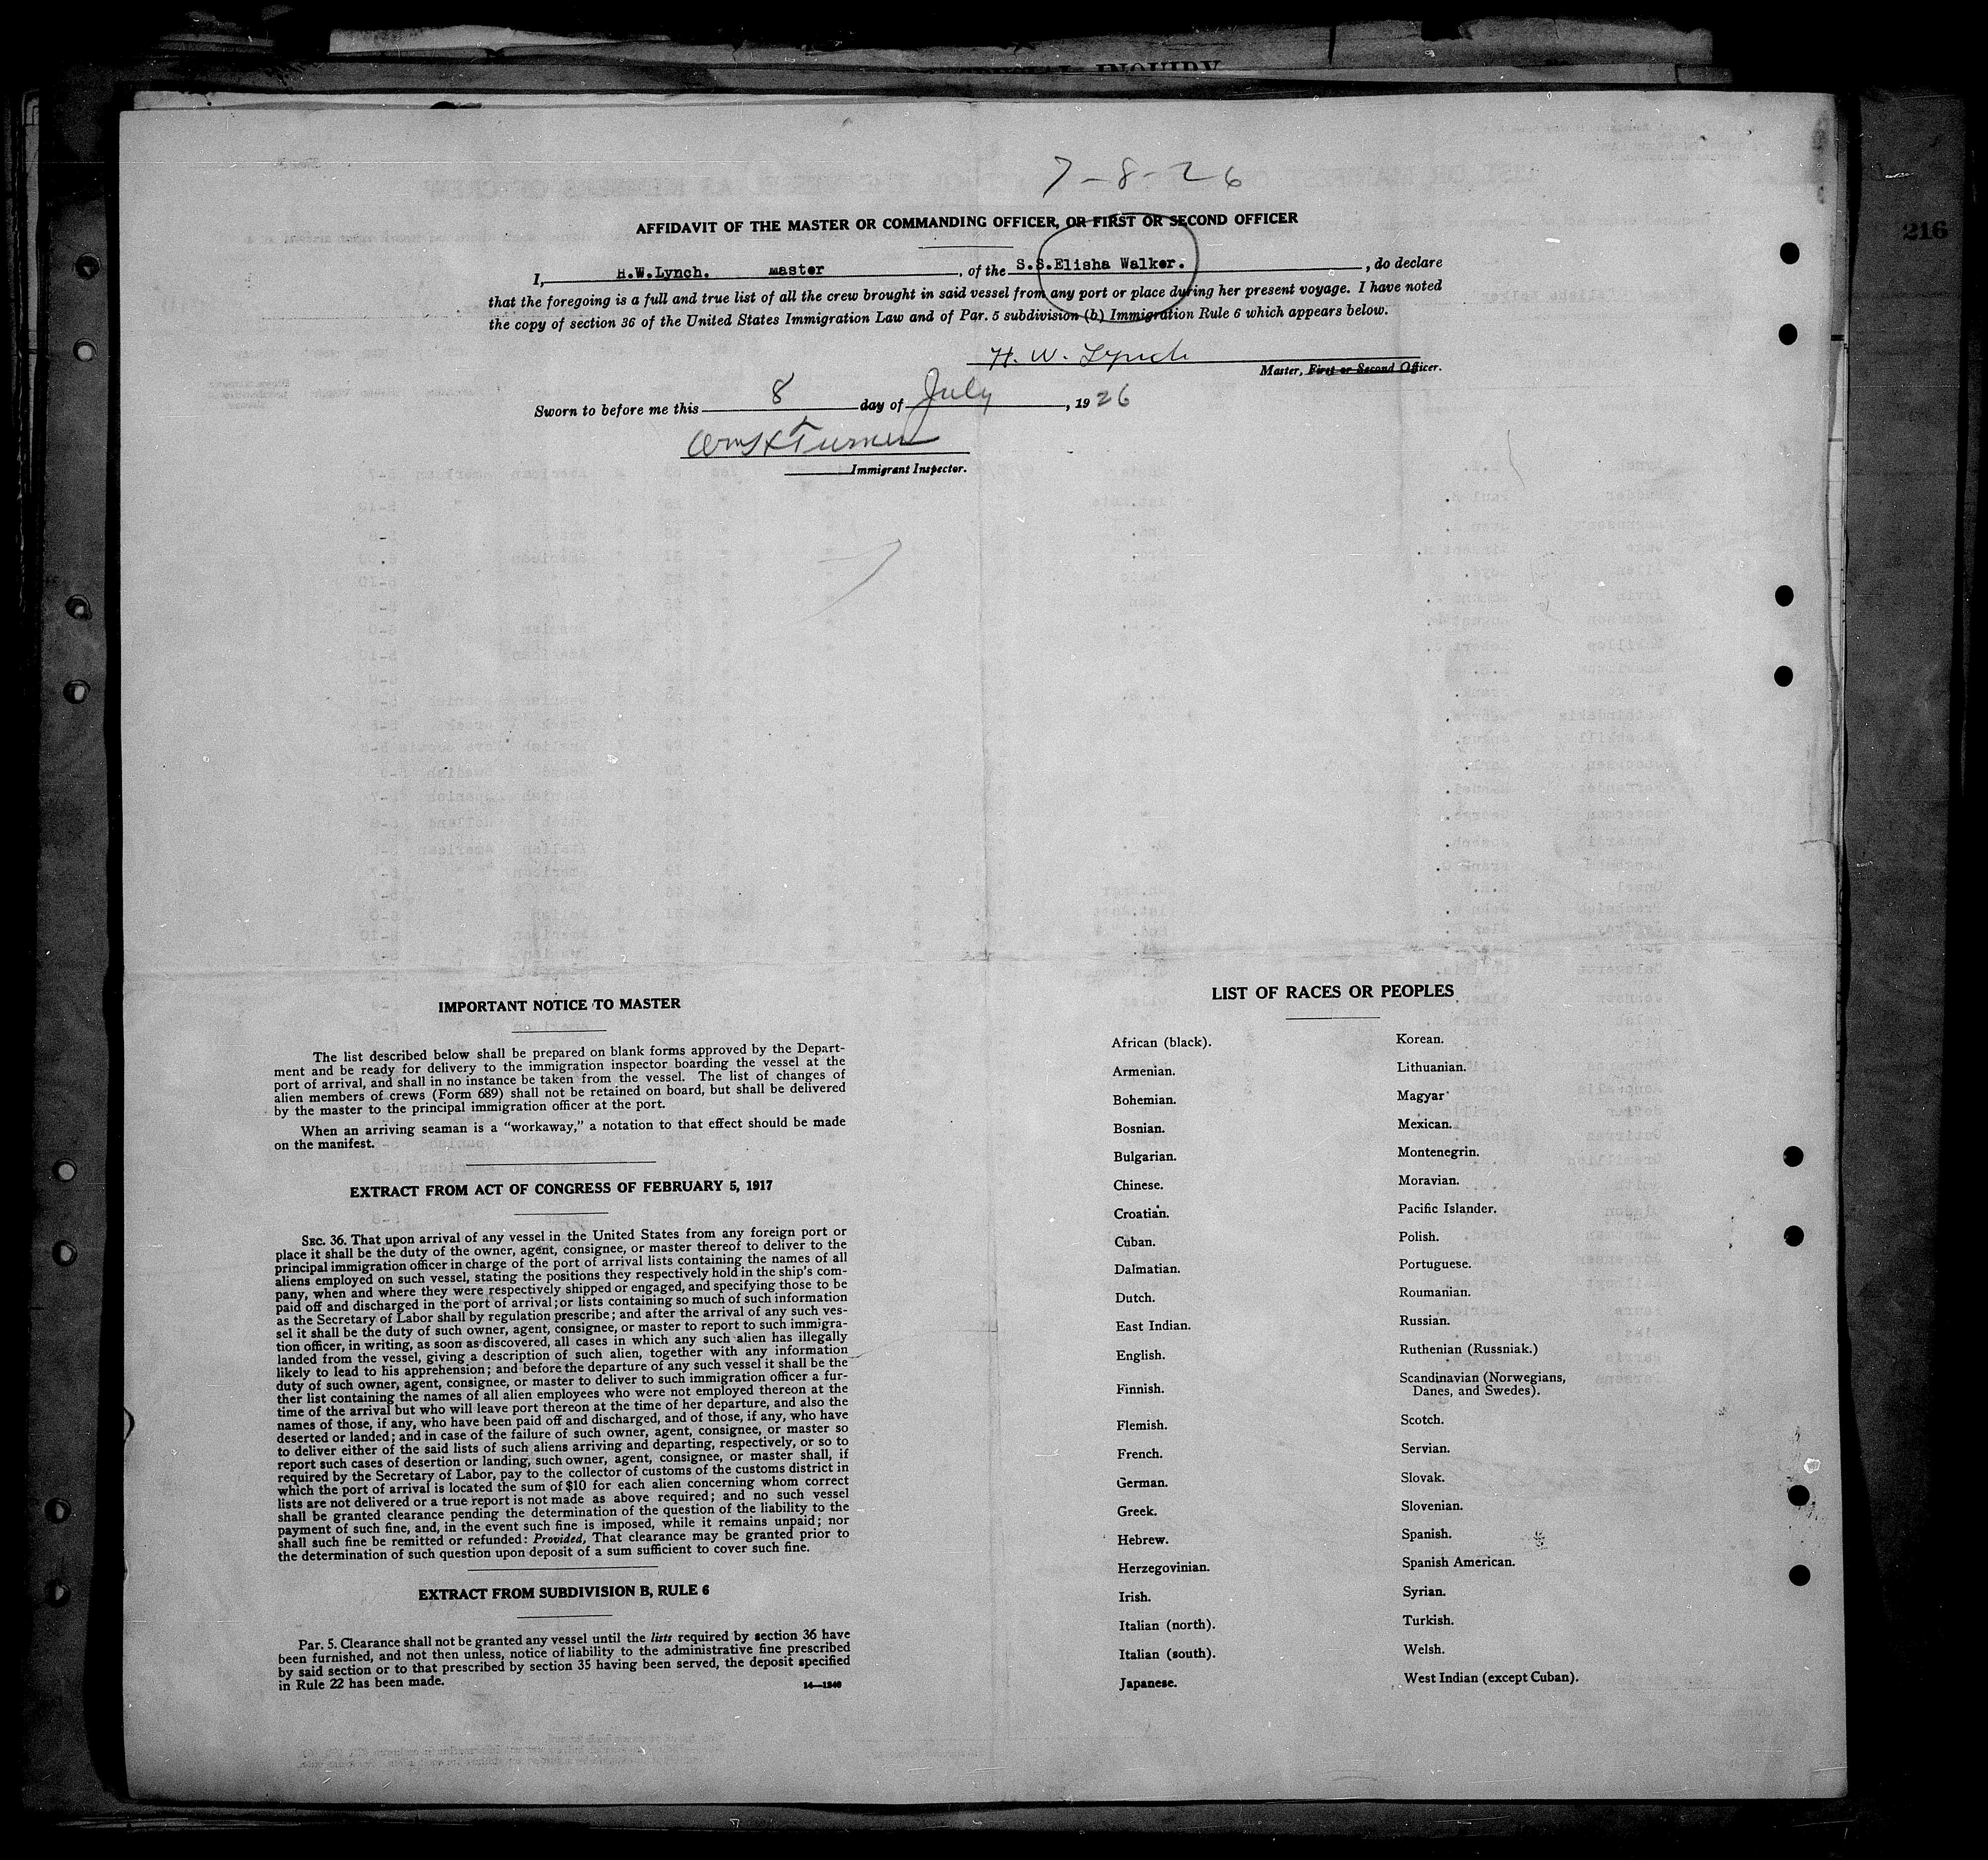 INQUIRY
216
7-8-26
AFFIDAVIT OF THE MASTER OR COMMANDING OFFICER, OR FIRST OR SECOND OFFICER
I, H.W.Lynch. master, of the S.S.Elisha Walker., do declare
that the foregoing is a full and true list of all the crew brought in said vessel from any port or place during her present voyage. I have noted
the copy of section 36 of the United States Immigration Law and of Par. 5 subdivision (b) Immigration Rule 6 which appears below.
H. W. Lynch
Master, First or Second Officer.
Sworn to before me this 8 day of July, 1926
Turner
Immigrant Inspector.
IMPORTANT NOTICE TO MASTER
The list described below shall be prepared on blank forms approved by the Depart-
ment and be ready for delivery to the immigration inspector boarding the vessel at the
port of arrival, and shall in no instance be taken from the vessel. The list of changes of
alien members of crews (Form 689) shall not be retained on board, but shall be delivered
by the master to the principal immigration officer at the port.
When an arriving seaman is a "workaway," a notation to that effect should be made
on the manifest.
EXTRACT FROM ACT OF CONGRESS OF FEBRUARY 5, 1917
SEC. 36. That upon arrival of any vessel in the United States from any foreign port or
place it shall be the duty of the owner, agent, consignee, or master thereof to deliver to the
principal immigration officer in charge of the port of arrival lists containing the names of all
aliens employed on such vessel, stating the positions they respectively hold in the ship's com-
pany, when and where they were respectively shipped or engaged, and specifying those to be
paid off and discharged in the port of arrival; or lists containing so much of such information
as the Secretary of Labor shall by regulation prescribe; and after the arrival of any such ves-
sel it shall be the duty of such owner, agent, consignee, or master to report to such immigra-
tion officer, in writing, as soon as discovered, all cases in which any such alien has illegally
landed from the vessel, giving a description of such alien, together with any information
likely to lead to his apprehension; and before the departure of any such vessel it shall be the
duty of such owner, agent, consignee, or master to deliver to such immigration officer a fur-
ther list containing the names of all alien employees who were not employed thereon at the
time of the arrival but who will leave port thereon at the time of her departure, and also the
names of those, if any, who have been paid off and discharged, and of those, if any, who have
deserted or landed; and in case of the failure of such owner, agent, consignee, or master so
to deliver either of the said lists of such aliens arriving and departing, respectively, or so to
report such cases of desertion or landing, such owner, agent, consignee, or master shall, if
required by the Secretary of Labor, pay to the collector of customs of the customs district in
which the port of arrival is located the sum of $10 for each alien concerning whom correct
lists are not delivered or a true report is not made as above required; and no such vessel
shall be granted clearance pending the determination of the question of the liability to the
payment of such fine, and, in the event such fine is imposed, while it remains unpaid; nor
shall such fine be remitted or refunded: Provided, That clearance may be granted prior to
the determination of such question upon deposit of a sum sufficient to cover such fine.
EXTRACT FROM SUBDIVISION B, RULE 6
Par. 5. Clearance shall not be granted any vessel until the lists required by section 36 have
been furnished, and not then unless, notice of liability to the administrative fine prescribed
by said section or to that prescribed by section 35 having been served, the deposit specified
in Rule 22 has been made.
14—1240
LIST OF RACES OR PEOPLES
African (black).
Armenian.
Bohemian.
Bosnian.
Bulgarian.
Chinese.
Croatian.
Cuban.
Dalmatian.
Dutch.
East Indian.
English.
Finnish.
Flemish.
French.
German.
Greek.
Hebrew.
Herzegovinian.
Irish.
Italian (north).
Italian (south).
Japanese.
Korean.
Lithuanian.
Magyar
Mexican.
Montenegrin.
Moravian.
Pacific Islander.
Polish.
Portuguese.
Roumanian.
Russian.
Ruthenian (Russniak.)
Scandinavian (Norwegians,
Danes, and Swedes).
Scotch.
Servian.
Slovak.
Slovenian.
Spanish.
Spanish American.
Syrian.
Turkish.
Welsh.
West Indian (except Cuban).